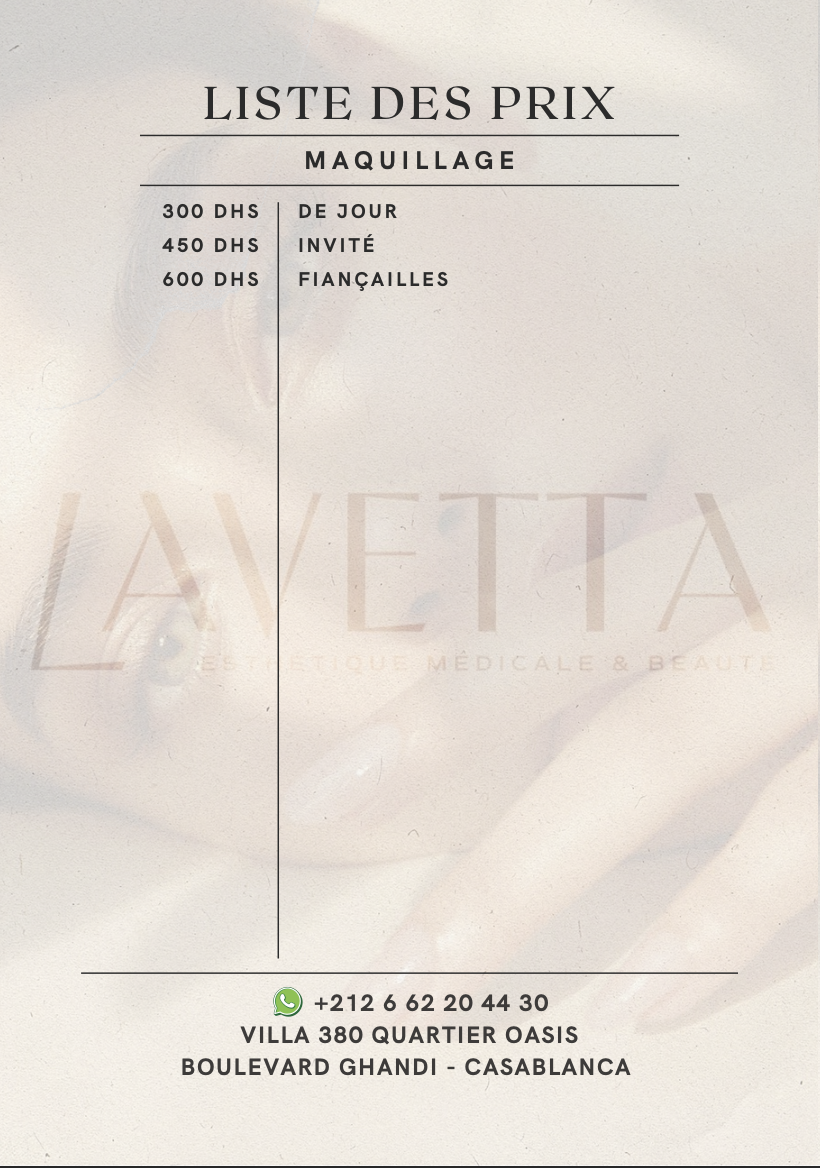 LISTE DES PRIX
MAQUILLAGE
300 DHS DE JOUR
450 DHS INVITÉ
600 DHS FIANÇAILLES
LAVETTA
ESTHÉTIQUE MÉDICALE & BEAUTÉ
+212 6 62 20 44 30
VILLA 380 QUARTIER OASIS
BOULEVARD GHANDI - CASABLANCA